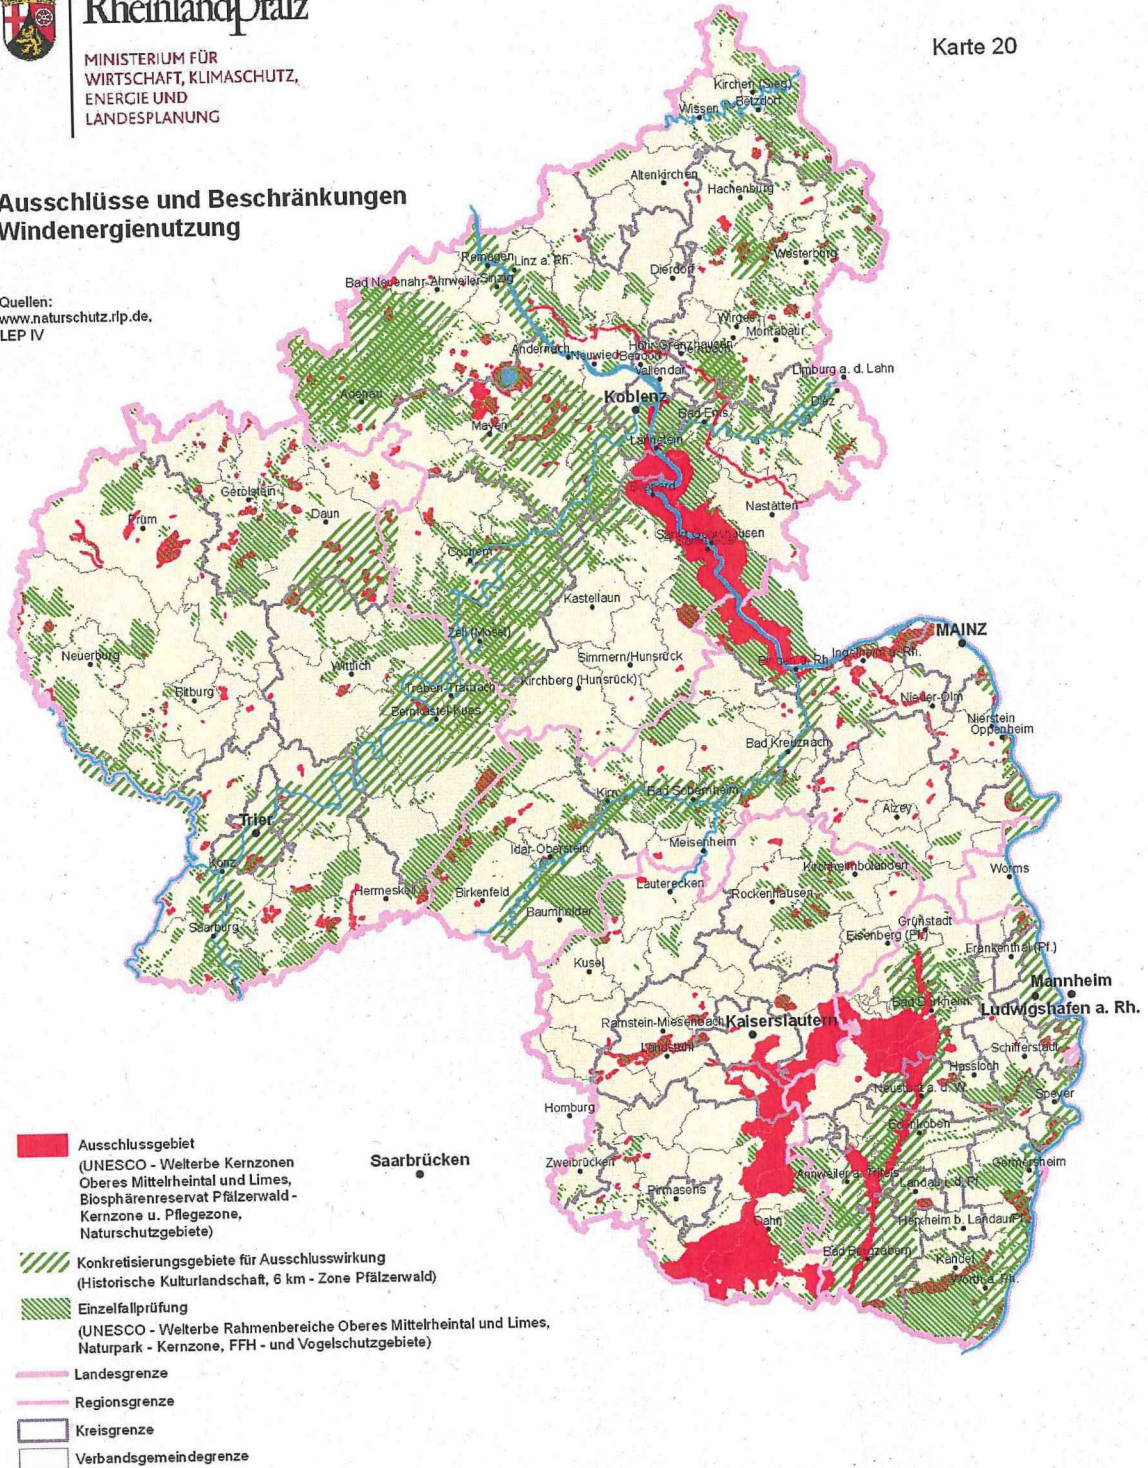 RheinlandPfalz
MINISTERIUM FÜR
WIRTSCHAFT, KLIMASCHUTZ,
ENERGIE UND
LANDESPLANUNG
Karte 20
Ausschlüsse und Beschränkungen
Windenergienutzung
Quellen:
www.naturschutz.rlp.de,
LEP IV
Kirchen (Sieg)
Wissen
Betzdorf
Altenkirchen
Hachenburg
Westerburg
Remagen
Linz a. Rh.
Dierdorf
Bad Neuenahr-Ahrweiler
Sinzig
Wirges
Montabaur
Andernach
Neuwied
Bendorf
Höhr-Grenzhausen
Vallendar
Limburg a. d. Lahn
Adenau
Koblenz
Diez
Mayen
Bad Ems
Lahnstein
Gerolstein
Nastätten
Prüm
Daun
Cochem
Kastellaun
MAINZ
Zell (Mosel)
Neuerburg
Simmern/Hunsrück
Bingen a. Rh.
Ingelheim a. Rh.
Wittlich
Bitburg
Traben-Trarbach
Kirchberg (Hunsrück)
Nieder-Olm
Bernkastel-Kues
Nierstein
Oppenheim
Bad Kreuznach
Kirn
Bad Sobernheim
Alzey
Trier
Idar-Oberstein
Meisenheim
Konz
Kirchheimbolanden
Worms
Hermeskeil
Birkenfeld
Lauterecken
Rockenhausen
Baumholder
Saarburg
Grünstadt
Eisenberg (Pf.)
Frankenthal (Pf.)
Kusel
Mannheim
Bad Dürkheim
Ludwigshafen a. Rh.
Ramstein-Miesenbach
Kaiserslautern
Landstuhl
Schifferstadt
Hassloch
Neustadt a. d. W.
Speyer
Homburg
Edenkoben
Saarbrücken
Zweibrücken
Annweiler a. Trifels
Landau i. d. Pf.
Germersheim
Pirmasens
Dahn
Herxheim b. Landau/Pf.
Bad Bergzabern
Kandel
Wörth a. Rh.
Ausschlussgebiet
(UNESCO - Welterbe Kernzonen
Oberes Mittelrheintal und Limes,
Biosphärenreservat Pfälzerwald -
Kernzone u. Pflegezone,
Naturschutzgebiete)
Konkretisierungsgebiete für Ausschlusswirkung
(Historische Kulturlandschaft, 6 km - Zone Pfälzerwald)
Einzelfallprüfung
(UNESCO - Welterbe Rahmenbereiche Oberes Mittelrheintal und Limes,
Naturpark - Kernzone, FFH - und Vogelschutzgebiete)
Landesgrenze
Regionsgrenze
Kreisgrenze
Verbandsgemeindegrenze